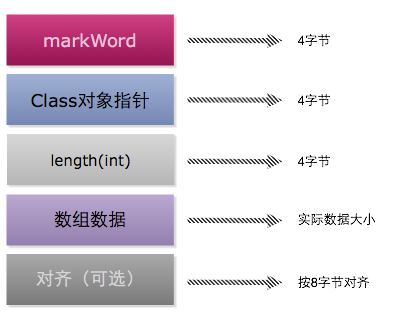 markWord 4字节
Class对象指针 4字节
length(int) 4字节
数组数据 实际数据大小
对齐（可选） 按8字节对齐